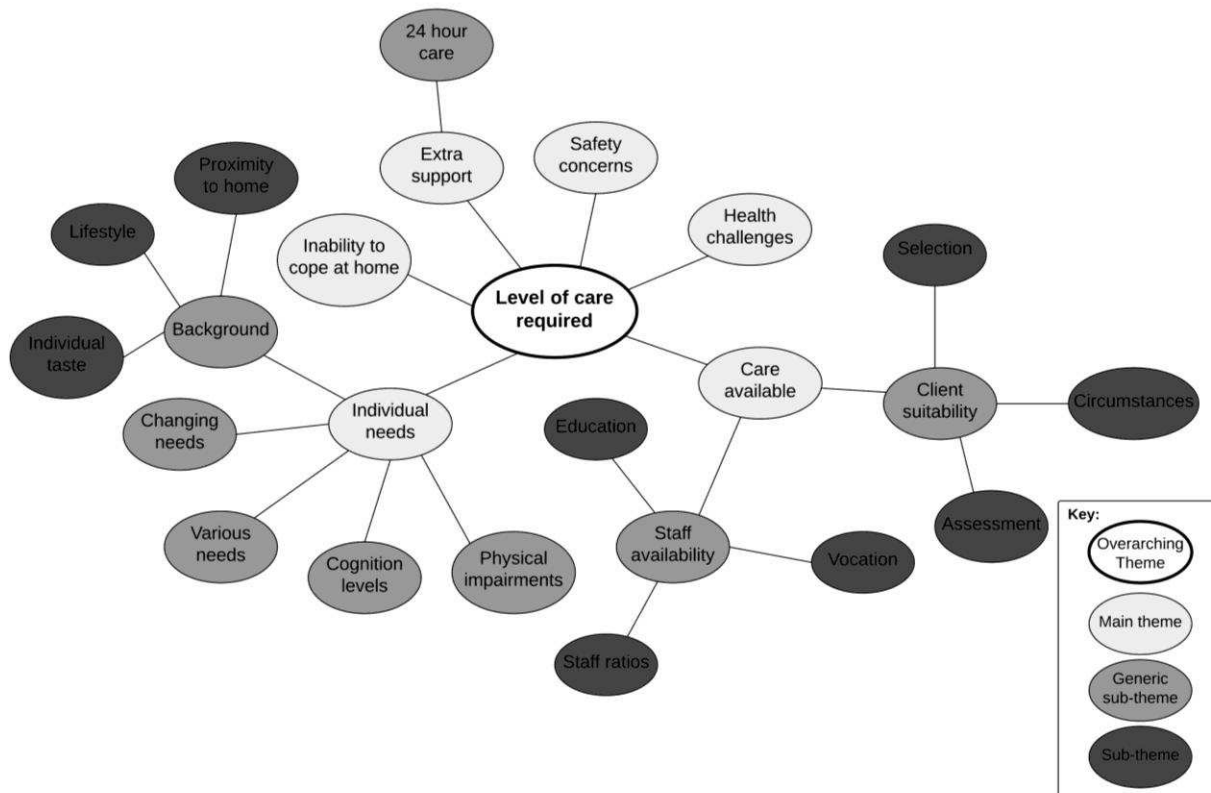 24 hour
care
Extra
support
Safety
concerns
Proximity
to home
Health
challenges
Lifestyle
Inability to
cope at home
Selection
Level of care
required
Background
Individual
taste
Care
available
Client
suitability
Circumstances
Individual
needs
Changing
needs
Education
Various
needs
Cognition
levels
Physical
impairments
Staff
availability
Vocation
Assessment
Staff ratios
Key:
Overarching
Theme
Main theme
Generic
sub-theme
Sub-theme